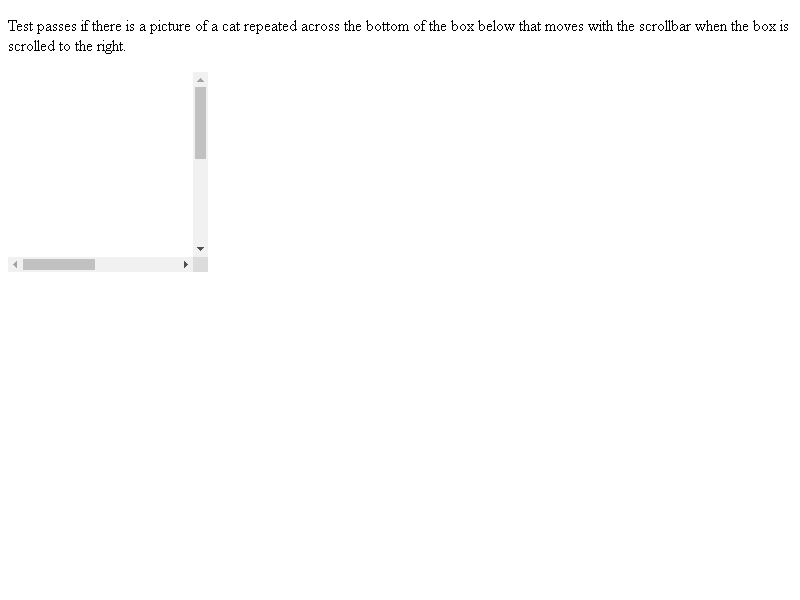 Test passes if there is a picture of a cat repeated across the bottom of the box below that moves with the scrollbar when the box is
scrolled to the right.